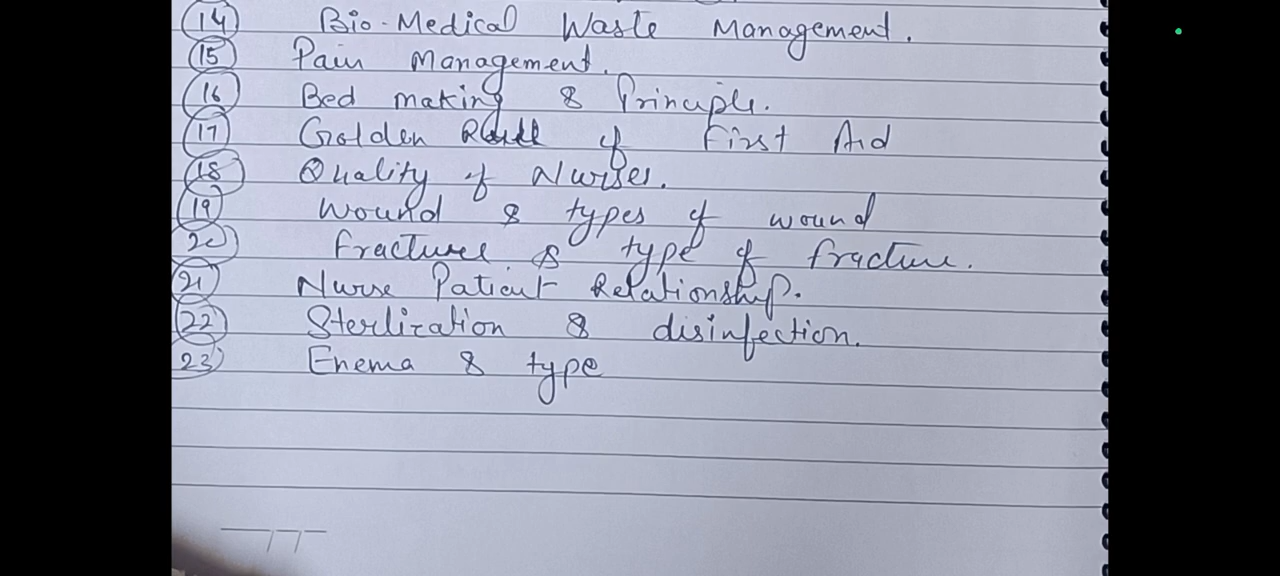 14 Bio-Medical Waste Management.
15 Pain Management.
16 Bed making & Principle.
17 Golden Rule of First Aid
18 Quality of Nurses.
19 Wound & types of wound
20 fracture & type of fracture.
21 Nurse Patient Relationship.
22 Sterlization & disinfection.
23 Enema & type